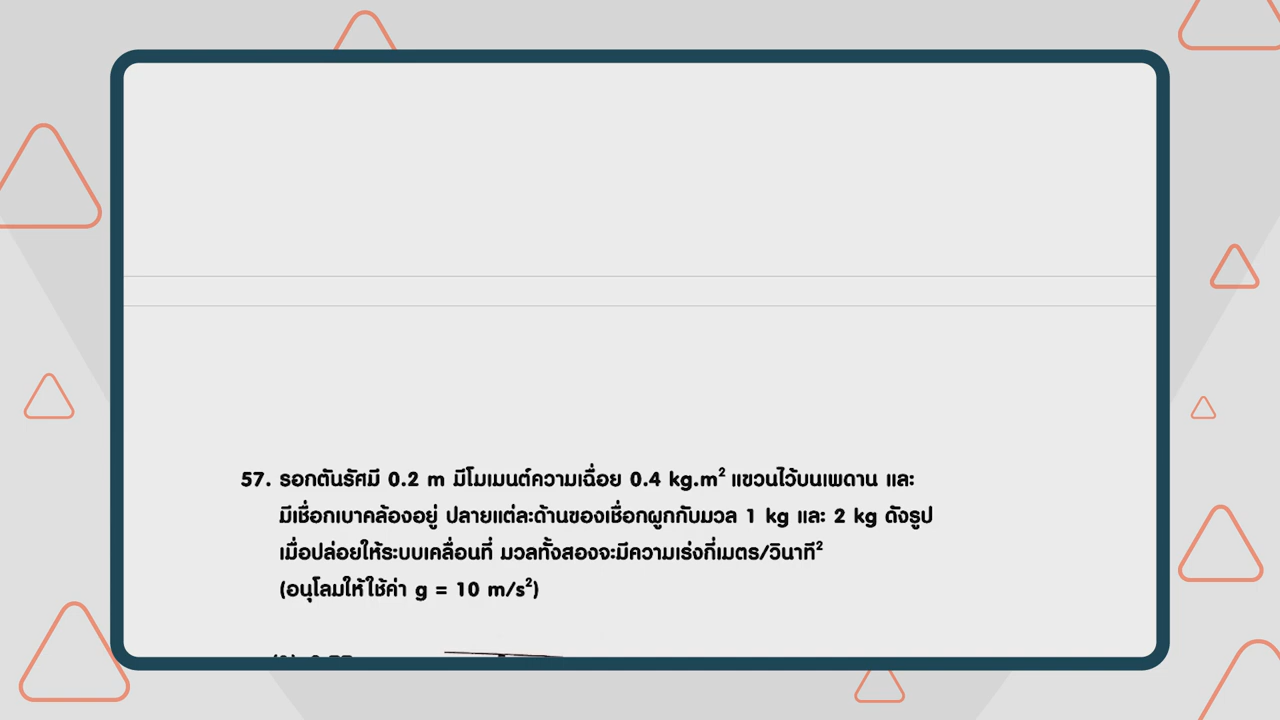 57. รอกตันรัศมี 0.2 m มีโมเมนต์ความเฉื่อย 0.4 kg.m² แขวนไว้บนเพดาน และ
มีเชื่อกเบาคล้องอยู่ ปลายแต่ละด้านของเชื่อกผูกกับมวล 1 kg และ 2 kg ดังรูป
เมื่อปล่อยให้ระบบเคลื่อนที่ มวลทั้งสองจะมีความเร่งกี่เมตร/วินาที²
(อนุโลมให้ใช้ค่า g = 10 m/s²)